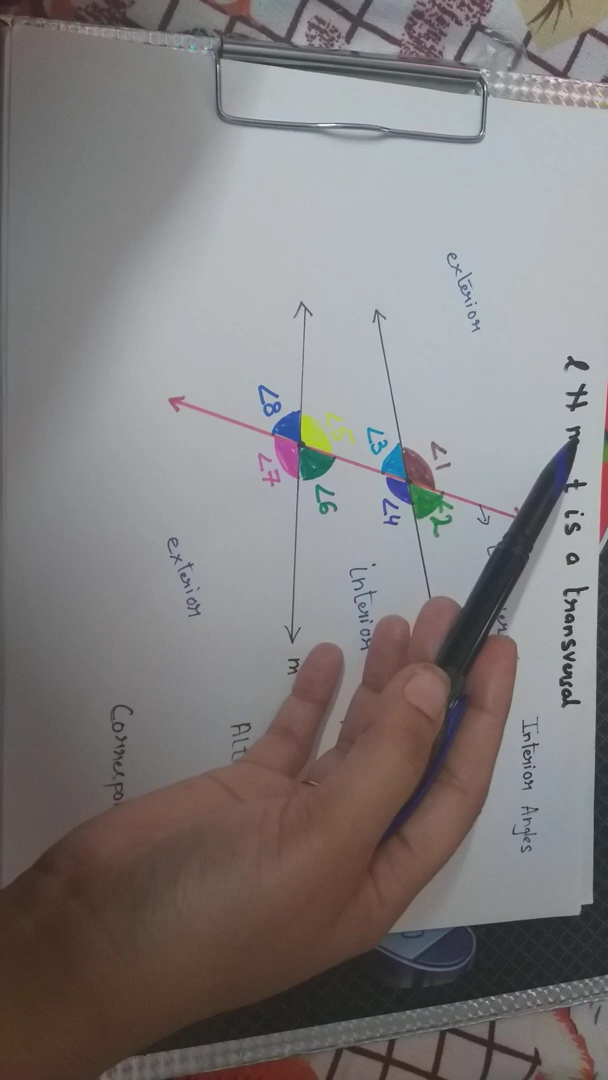 l ∦ m t is a transversal
exterior
Interior Angles
∠1
∠2
∠3
∠4
interior
∠5
∠6
∠8
∠7
m
exterior